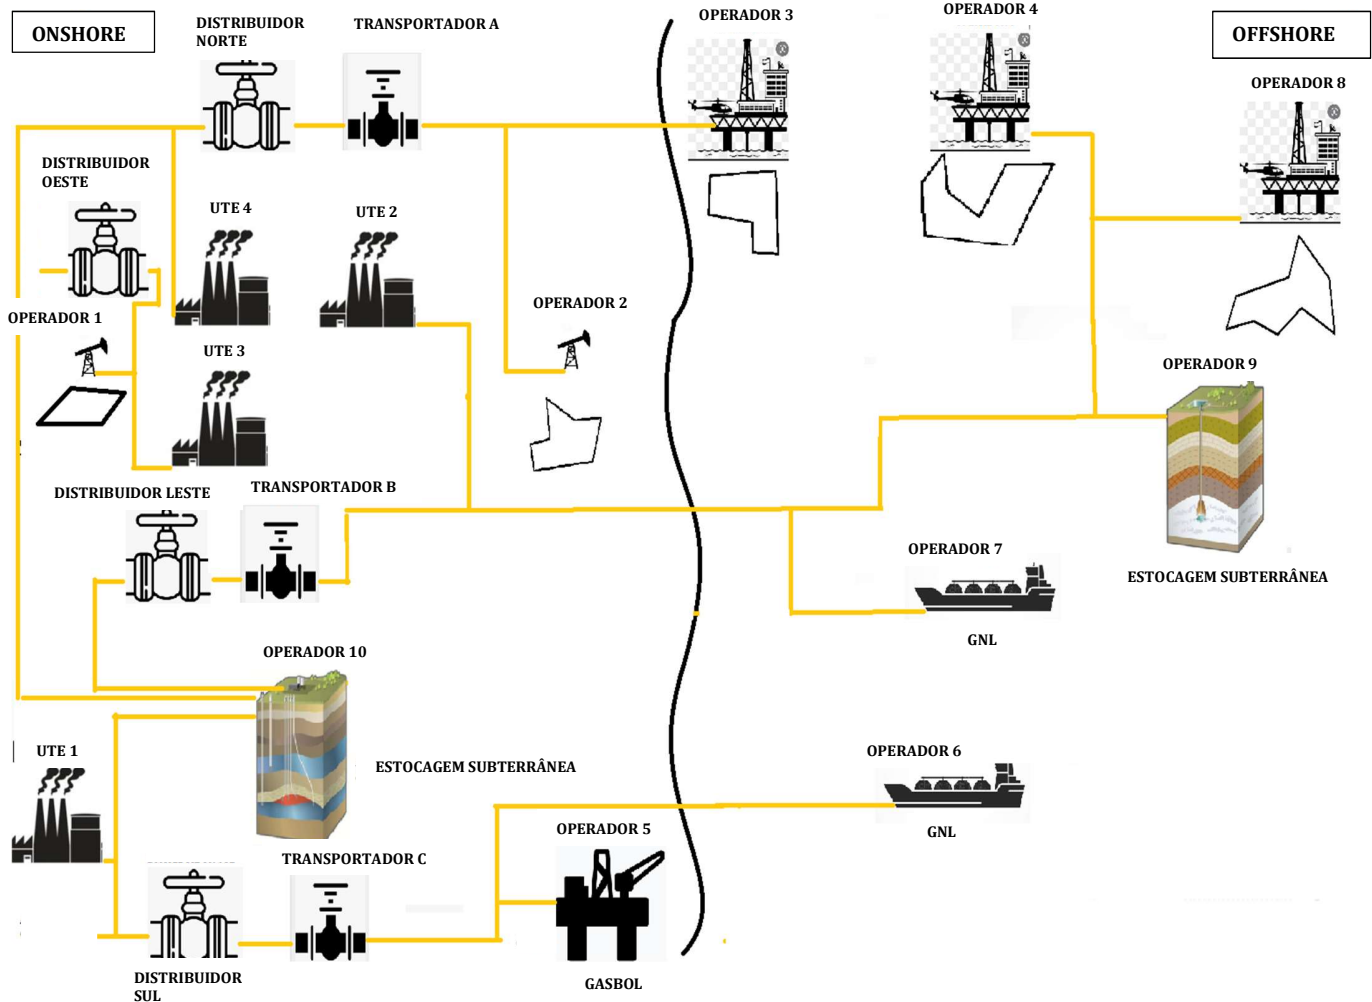 ONSHORE
DISTRIBUIDOR
NORTE
TRANSPORTADOR A
OPERADOR 3
OPERADOR 4
OFFSHORE
OPERADOR 8
DISTRIBUIDOR
OESTE
UTE 4
UTE 2
OPERADOR 1
OPERADOR 2
UTE 3
OPERADOR 9
DISTRIBUIDOR LESTE
TRANSPORTADOR B
OPERADOR 7
ESTOCAGEM SUBTERRÂNEA
GNL
OPERADOR 10
UTE 1
ESTOCAGEM SUBTERRÂNEA
OPERADOR 6
GNL
OPERADOR 5
TRANSPORTADOR C
DISTRIBUIDOR
SUL
GASBOL